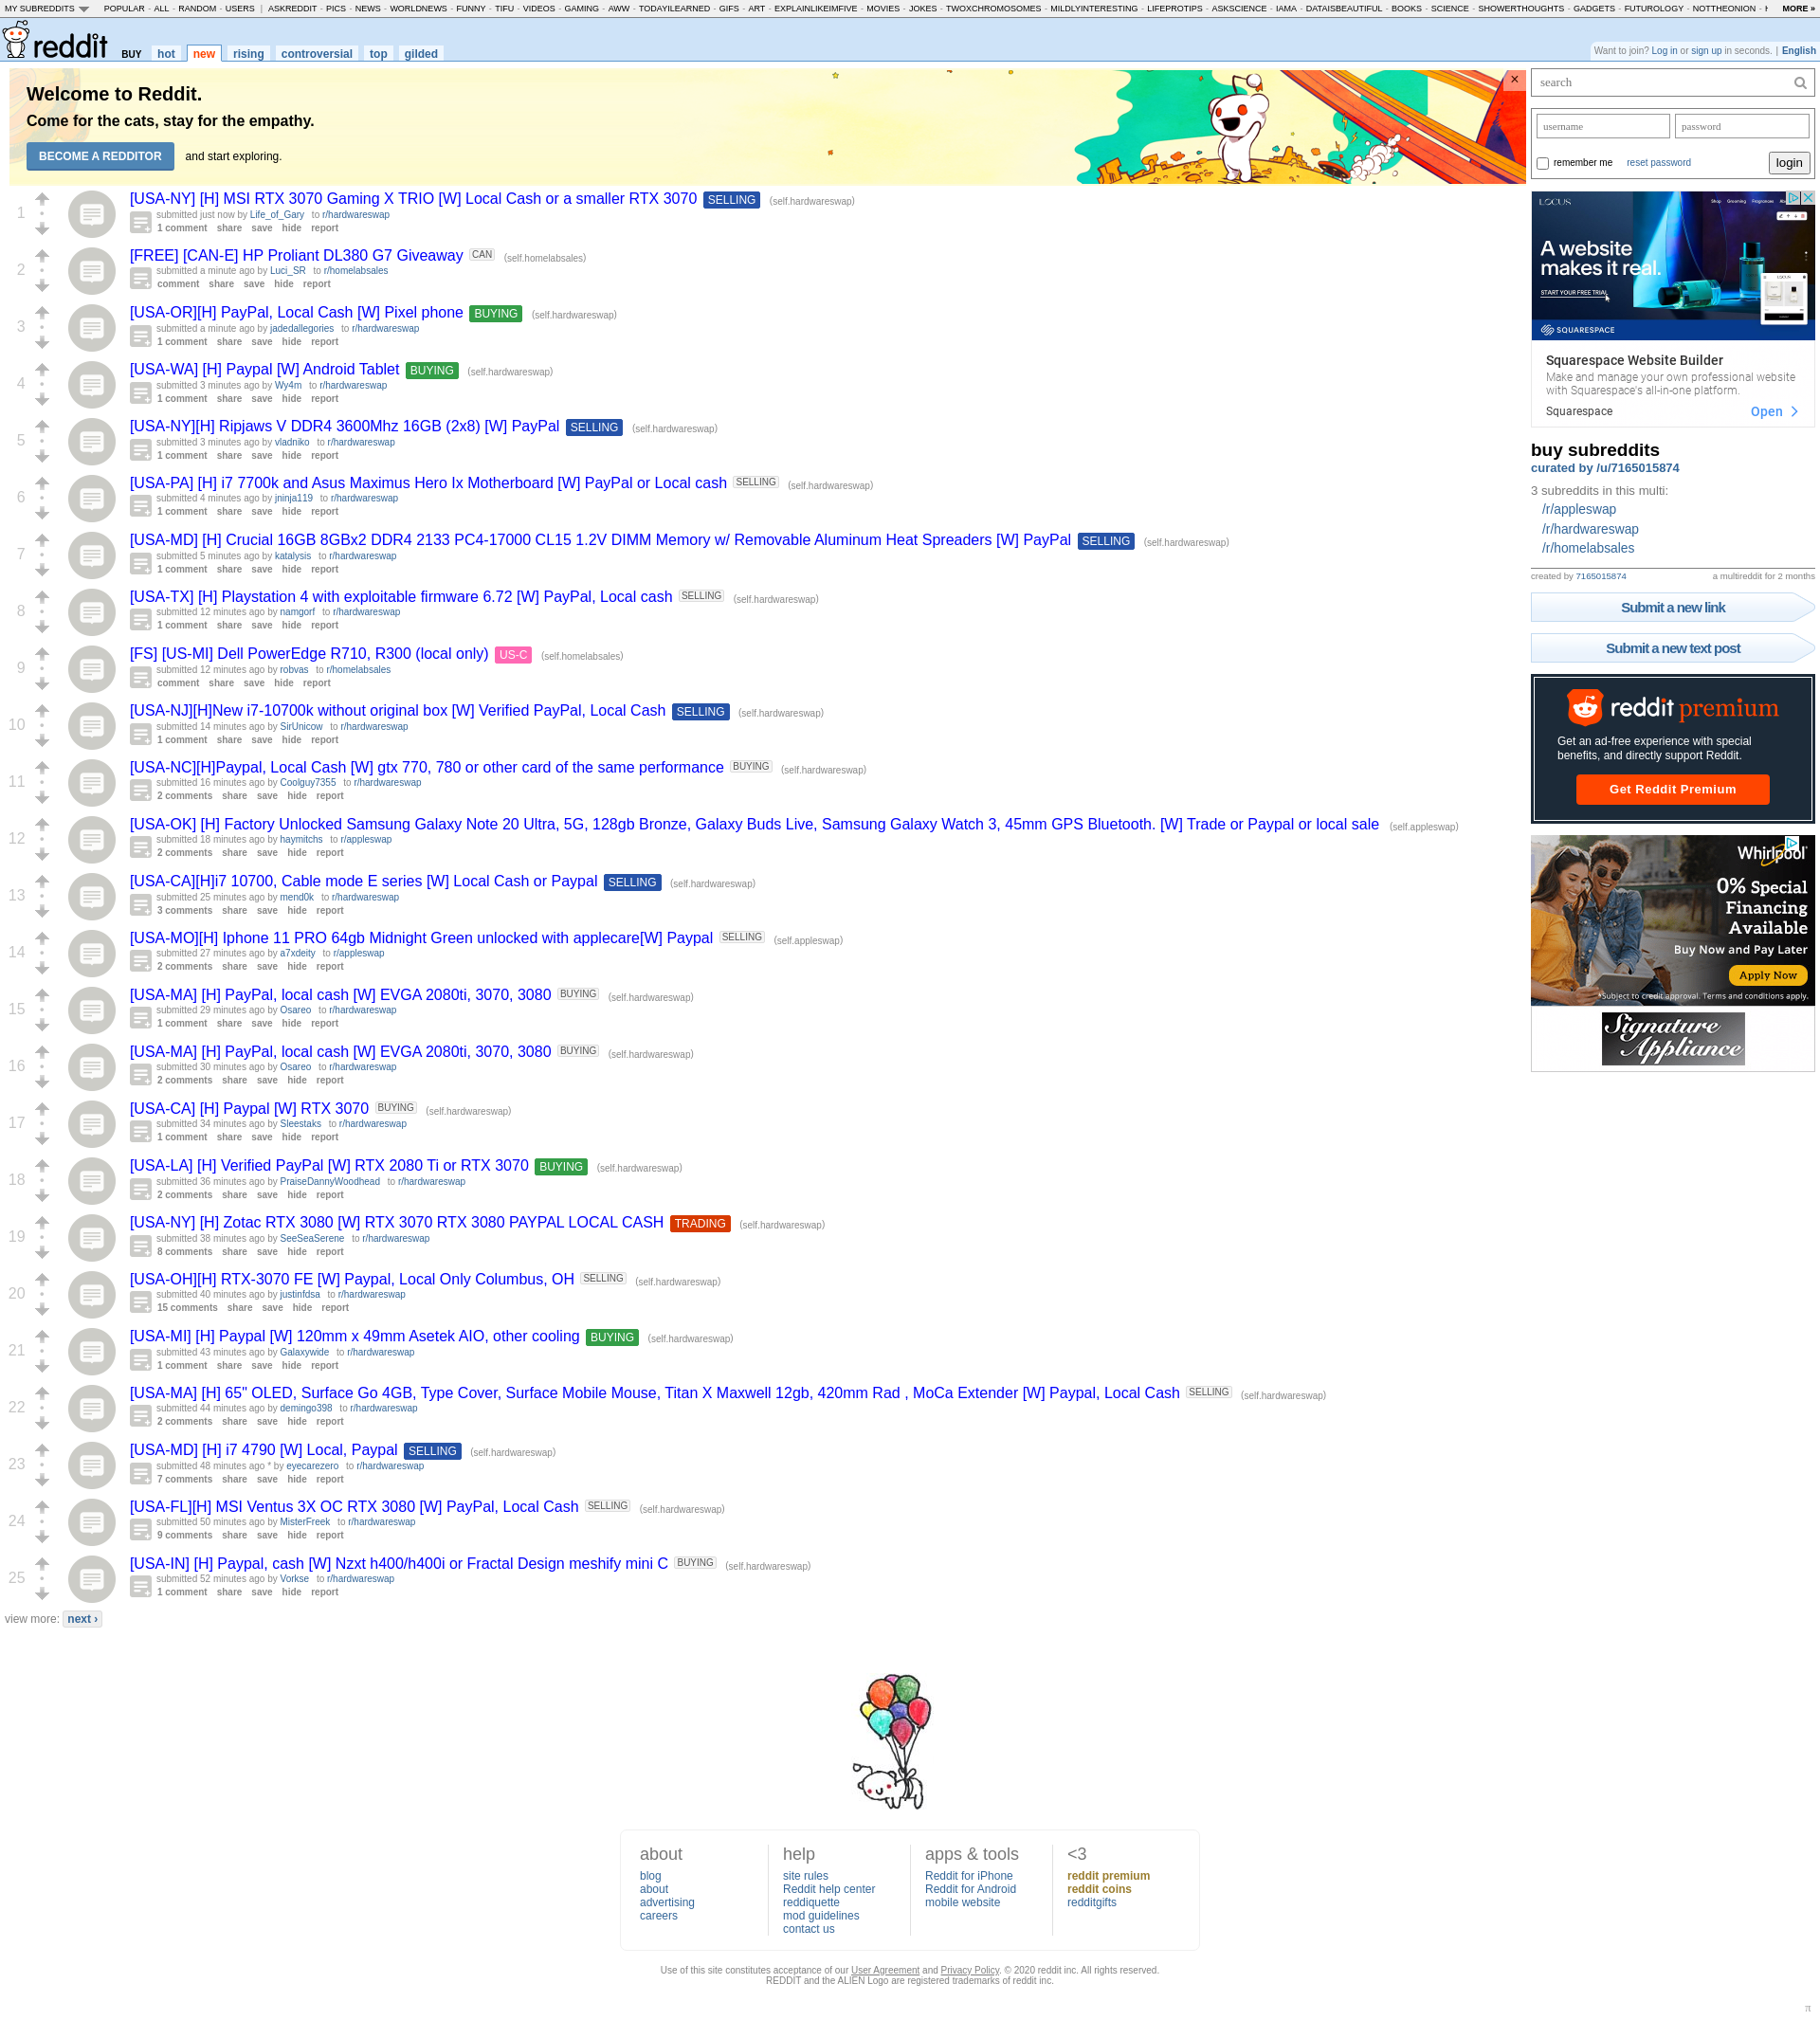 MY SUBREDDITS POPULAR - ALL - RANDOM - USERS | ASKREDDIT - PICS - NEWS - WORLDNEWS - FUNNY - TIFU - VIDEOS - GAMING - AWW - TODAYILEARNED - GIFS - ART - EXPLAINLIKEIMFIVE - MOVIES - JOKES - TWOXCHROMOSOMES - MILDLYINTERESTING - LIFEPROTIPS - ASKSCIENCE - IAMA - DATAISBEAUTIFUL - BOOKS - SCIENCE - SHOWERTHOUGHTS - GADGETS - FUTUROLOGY - NOTTHEONION - MORE »
reddit BUY hot new rising controversial top gilded
Want to join? Log in or sign up in seconds. | English
Welcome to Reddit.
Come for the cats, stay for the empathy.
BECOME A REDDITOR and start exploring.
×
1
[USA-NY] [H] MSI RTX 3070 Gaming X TRIO [W] Local Cash or a smaller RTX 3070 SELLING (self.hardwareswap)
submitted just now by Life_of_Gary to r/hardwareswap
1 comment share save hide report
2
[FREE] [CAN-E] HP Proliant DL380 G7 Giveaway CAN (self.homelabsales)
submitted a minute ago by Luci_SR to r/homelabsales
comment share save hide report
3
[USA-OR][H] PayPal, Local Cash [W] Pixel phone BUYING (self.hardwareswap)
submitted a minute ago by jadedallegories to r/hardwareswap
1 comment share save hide report
4
[USA-WA] [H] Paypal [W] Android Tablet BUYING (self.hardwareswap)
submitted 3 minutes ago by Wy4m to r/hardwareswap
1 comment share save hide report
5
[USA-NY][H] Ripjaws V DDR4 3600Mhz 16GB (2x8) [W] PayPal SELLING (self.hardwareswap)
submitted 3 minutes ago by vladniko to r/hardwareswap
1 comment share save hide report
6
[USA-PA] [H] i7 7700k and Asus Maximus Hero Ix Motherboard [W] PayPal or Local cash SELLING (self.hardwareswap)
submitted 4 minutes ago by jninja119 to r/hardwareswap
1 comment share save hide report
7
[USA-MD] [H] Crucial 16GB 8GBx2 DDR4 2133 PC4-17000 CL15 1.2V DIMM Memory w/ Removable Aluminum Heat Spreaders [W] PayPal SELLING (self.hardwareswap)
submitted 5 minutes ago by katalysis to r/hardwareswap
1 comment share save hide report
8
[USA-TX] [H] Playstation 4 with exploitable firmware 6.72 [W] PayPal, Local cash SELLING (self.hardwareswap)
submitted 12 minutes ago by namgorf to r/hardwareswap
1 comment share save hide report
9
[FS] [US-MI] Dell PowerEdge R710, R300 (local only) US-C (self.homelabsales)
submitted 12 minutes ago by robvas to r/homelabsales
comment share save hide report
10
[USA-NJ][H]New i7-10700k without original box [W] Verified PayPal, Local Cash SELLING (self.hardwareswap)
submitted 14 minutes ago by SirUnicow to r/hardwareswap
1 comment share save hide report
11
[USA-NC][H]Paypal, Local Cash [W] gtx 770, 780 or other card of the same performance BUYING (self.hardwareswap)
submitted 16 minutes ago by Coolguy7355 to r/hardwareswap
2 comments share save hide report
12
[USA-OK] [H] Factory Unlocked Samsung Galaxy Note 20 Ultra, 5G, 128gb Bronze, Galaxy Buds Live, Samsung Galaxy Watch 3, 45mm GPS Bluetooth. [W] Trade or Paypal or local sale (self.appleswap)
submitted 18 minutes ago by haymitchs to r/appleswap
2 comments share save hide report
13
[USA-CA][H]i7 10700, Cable mode E series [W] Local Cash or Paypal SELLING (self.hardwareswap)
submitted 25 minutes ago by mend0k to r/hardwareswap
3 comments share save hide report
14
[USA-MO][H] Iphone 11 PRO 64gb Midnight Green unlocked with applecare[W] Paypal SELLING (self.appleswap)
submitted 27 minutes ago by a7xdeity to r/appleswap
2 comments share save hide report
15
[USA-MA] [H] PayPal, local cash [W] EVGA 2080ti, 3070, 3080 BUYING (self.hardwareswap)
submitted 29 minutes ago by Osareo to r/hardwareswap
1 comment share save hide report
16
[USA-MA] [H] PayPal, local cash [W] EVGA 2080ti, 3070, 3080 BUYING (self.hardwareswap)
submitted 30 minutes ago by Osareo to r/hardwareswap
2 comments share save hide report
17
[USA-CA] [H] Paypal [W] RTX 3070 BUYING (self.hardwareswap)
submitted 34 minutes ago by Sleestaks to r/hardwareswap
1 comment share save hide report
18
[USA-LA] [H] Verified PayPal [W] RTX 2080 Ti or RTX 3070 BUYING (self.hardwareswap)
submitted 36 minutes ago by PraiseDannyWoodhead to r/hardwareswap
2 comments share save hide report
19
[USA-NY] [H] Zotac RTX 3080 [W] RTX 3070 RTX 3080 PAYPAL LOCAL CASH TRADING (self.hardwareswap)
submitted 38 minutes ago by SeeSeaSerene to r/hardwareswap
8 comments share save hide report
20
[USA-OH][H] RTX-3070 FE [W] Paypal, Local Only Columbus, OH SELLING (self.hardwareswap)
submitted 40 minutes ago by justinfdsa to r/hardwareswap
15 comments share save hide report
21
[USA-MI] [H] Paypal [W] 120mm x 49mm Asetek AIO, other cooling BUYING (self.hardwareswap)
submitted 43 minutes ago by Galaxywide to r/hardwareswap
1 comment share save hide report
22
[USA-MA] [H] 65" OLED, Surface Go 4GB, Type Cover, Surface Mobile Mouse, Titan X Maxwell 12gb, 420mm Rad , MoCa Extender [W] Paypal, Local Cash SELLING (self.hardwareswap)
submitted 44 minutes ago by demingo398 to r/hardwareswap
2 comments share save hide report
23
[USA-MD] [H] i7 4790 [W] Local, Paypal SELLING (self.hardwareswap)
submitted 48 minutes ago * by eyecarezero to r/hardwareswap
7 comments share save hide report
24
[USA-FL][H] MSI Ventus 3X OC RTX 3080 [W] PayPal, Local Cash SELLING (self.hardwareswap)
submitted 50 minutes ago by MisterFreek to r/hardwareswap
9 comments share save hide report
25
[USA-IN] [H] Paypal, cash [W] Nzxt h400/h400i or Fractal Design meshify mini C BUYING (self.hardwareswap)
submitted 52 minutes ago by Vorkse to r/hardwareswap
1 comment share save hide report
view more: next ›
search
username password
remember me reset password login
LOCUS
A website
makes it real.
START YOUR FREE TRIAL
SQUARESPACE
Squarespace Website Builder
Make and manage your own professional website
with Squarespace's all-in-one platform.
Squarespace Open
buy subreddits
curated by /u/7165015874
3 subreddits in this multi:
/r/appleswap
/r/hardwareswap
/r/homelabsales
created by 7165015874 a multireddit for 2 months
Submit a new link
Submit a new text post
reddit premium
Get an ad-free experience with special
benefits, and directly support Reddit.
Get Reddit Premium
Whirlpool
0% Special
Financing
Available
Buy Now and Pay Later
Apply Now
*Subject to credit approval. Terms and conditions apply.
Signature
Appliance
about
blog
about
advertising
careers
help
site rules
Reddit help center
reddiquette
mod guidelines
contact us
apps & tools
Reddit for iPhone
Reddit for Android
mobile website
<3
reddit premium
reddit coins
redditgifts
Use of this site constitutes acceptance of our User Agreement and Privacy Policy. © 2020 reddit inc. All rights reserved.
REDDIT and the ALIEN Logo are registered trademarks of reddit inc.
π